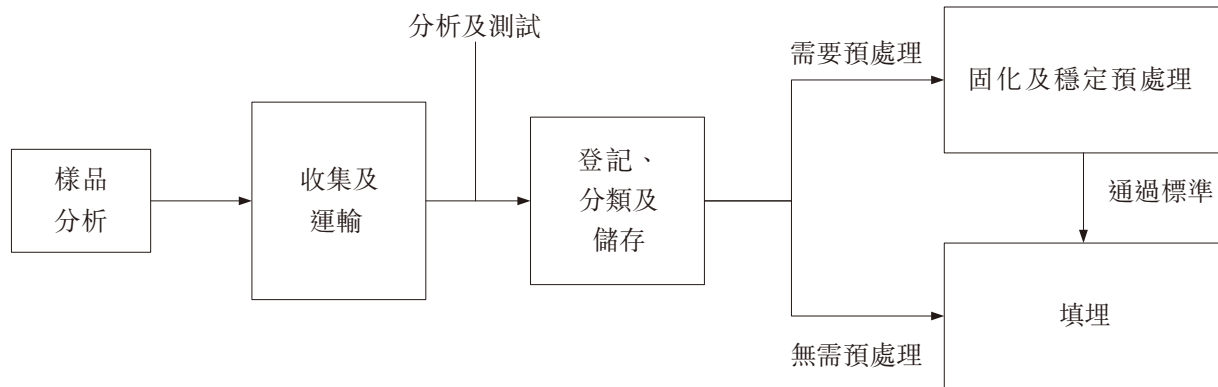 分析及測試
需要預處理
固化及穩定預處理
樣品
分析
收集及
運輸
登記、
分類及
儲存
通過標準
填埋
無需預處理